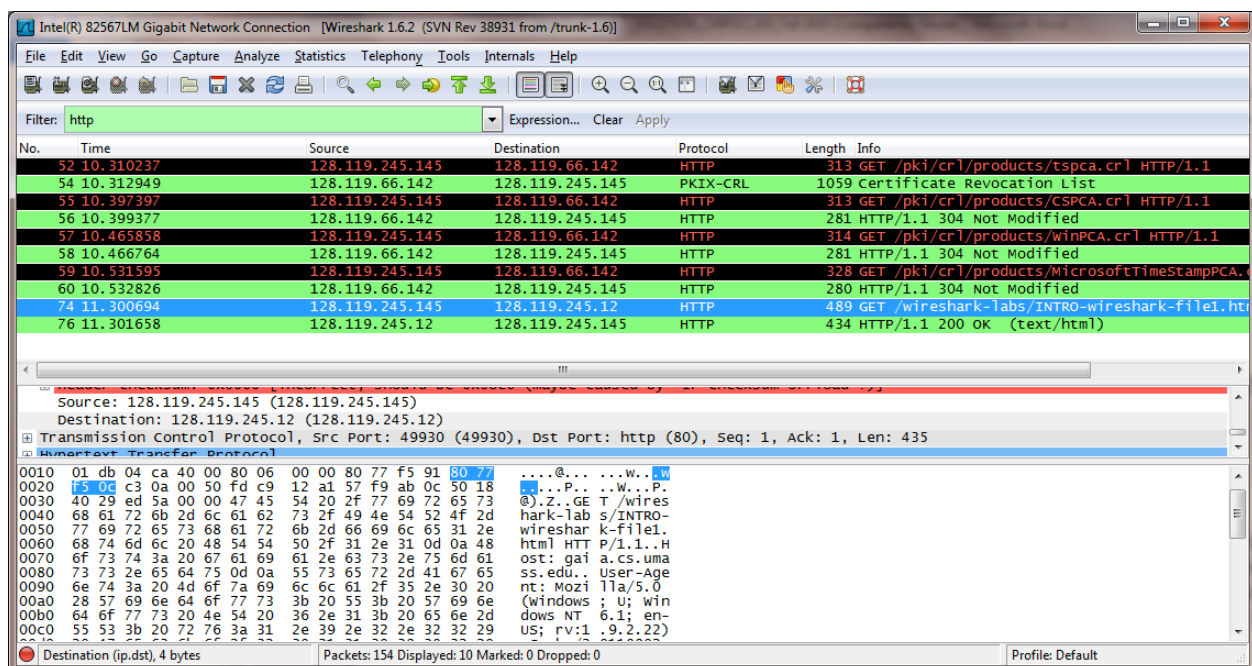 Intel(R) 82567LM Gigabit Network Connection [Wireshark 1.6.2 (SVN Rev 38931 from /trunk-1.6)]
File Edit View Go Capture Analyze Statistics Telephony Tools Internals Help
Filter: http Expression... Clear Apply
No. Time Source Destination Protocol Length Info
52 10.310237 128.119.245.145 128.119.66.142 HTTP 313 GET /pki/crl/products/tspca.crl HTTP/1.1
54 10.312949 128.119.66.142 128.119.245.145 PKIX-CRL 1059 Certificate Revocation List
55 10.397397 128.119.245.145 128.119.66.142 HTTP 313 GET /pki/crl/products/CSPCA.crl HTTP/1.1
56 10.399377 128.119.66.142 128.119.245.145 HTTP 281 HTTP/1.1 304 Not Modified
57 10.465858 128.119.245.145 128.119.66.142 HTTP 314 GET /pki/crl/products/WinPCA.crl HTTP/1.1
58 10.466764 128.119.66.142 128.119.245.145 HTTP 281 HTTP/1.1 304 Not Modified
59 10.531595 128.119.245.145 128.119.66.142 HTTP 328 GET /pki/crl/products/MicrosoftTimeStampPCA.
60 10.532826 128.119.66.142 128.119.245.145 HTTP 280 HTTP/1.1 304 Not Modified
74 11.300694 128.119.245.145 128.119.245.12 HTTP 489 GET /wireshark-labs/INTRO-wireshark-file1.ht
76 11.301658 128.119.245.12 128.119.245.145 HTTP 434 HTTP/1.1 200 OK (text/html)
Source: 128.119.245.145 (128.119.245.145)
Destination: 128.119.245.12 (128.119.245.12)
Transmission Control Protocol, Src Port: 49930 (49930), Dst Port: http (80), Seq: 1, Ack: 1, Len: 435
Hypertext Transfer Protocol
0010 01 db 04 ca 40 00 80 06 00 00 80 77 f5 91 80 77 ....@... ...w...w
0020 f5 0c c3 0a 00 50 fd c9 12 a1 57 f9 ab 0c 50 18 .....P.. ..W...P.
0030 40 29 ed 5a 00 00 47 45 54 20 2f 77 69 72 65 73 @).Z..GE T /wires
0040 68 61 72 6b 2d 6c 61 62 73 2f 49 4e 54 52 4f 2d hark-lab s/INTRO-
0050 77 69 72 65 73 68 61 72 6b 2d 66 69 6c 65 31 2e wireshar k-file1.
0060 68 74 6d 6c 20 48 54 54 50 2f 31 2e 31 0d 0a 48 html HTT P/1.1..H
0070 6f 73 74 3a 20 67 61 69 61 2e 63 73 2e 75 6d 61 ost: gai a.cs.uma
0080 73 73 2e 65 64 75 0d 0a 55 73 65 72 2d 41 67 65 ss.edu.. User-Age
0090 6e 74 3a 20 4d 6f 7a 69 6c 6c 61 2f 35 2e 30 20 nt: Mozi lla/5.0
00a0 28 57 69 6e 64 6f 77 73 3b 20 55 3b 20 57 69 6e (Windows ; U; Win
00b0 64 6f 77 73 20 4e 54 20 36 2e 31 3b 20 65 6e 2d dows NT 6.1; en-
00c0 55 53 3b 20 72 76 3a 31 2e 39 2e 32 2e 32 32 29 US; rv:1 .9.2.22)
Destination (ip.dst), 4 bytes Packets: 154 Displayed: 10 Marked: 0 Dropped: 0 Profile: Default